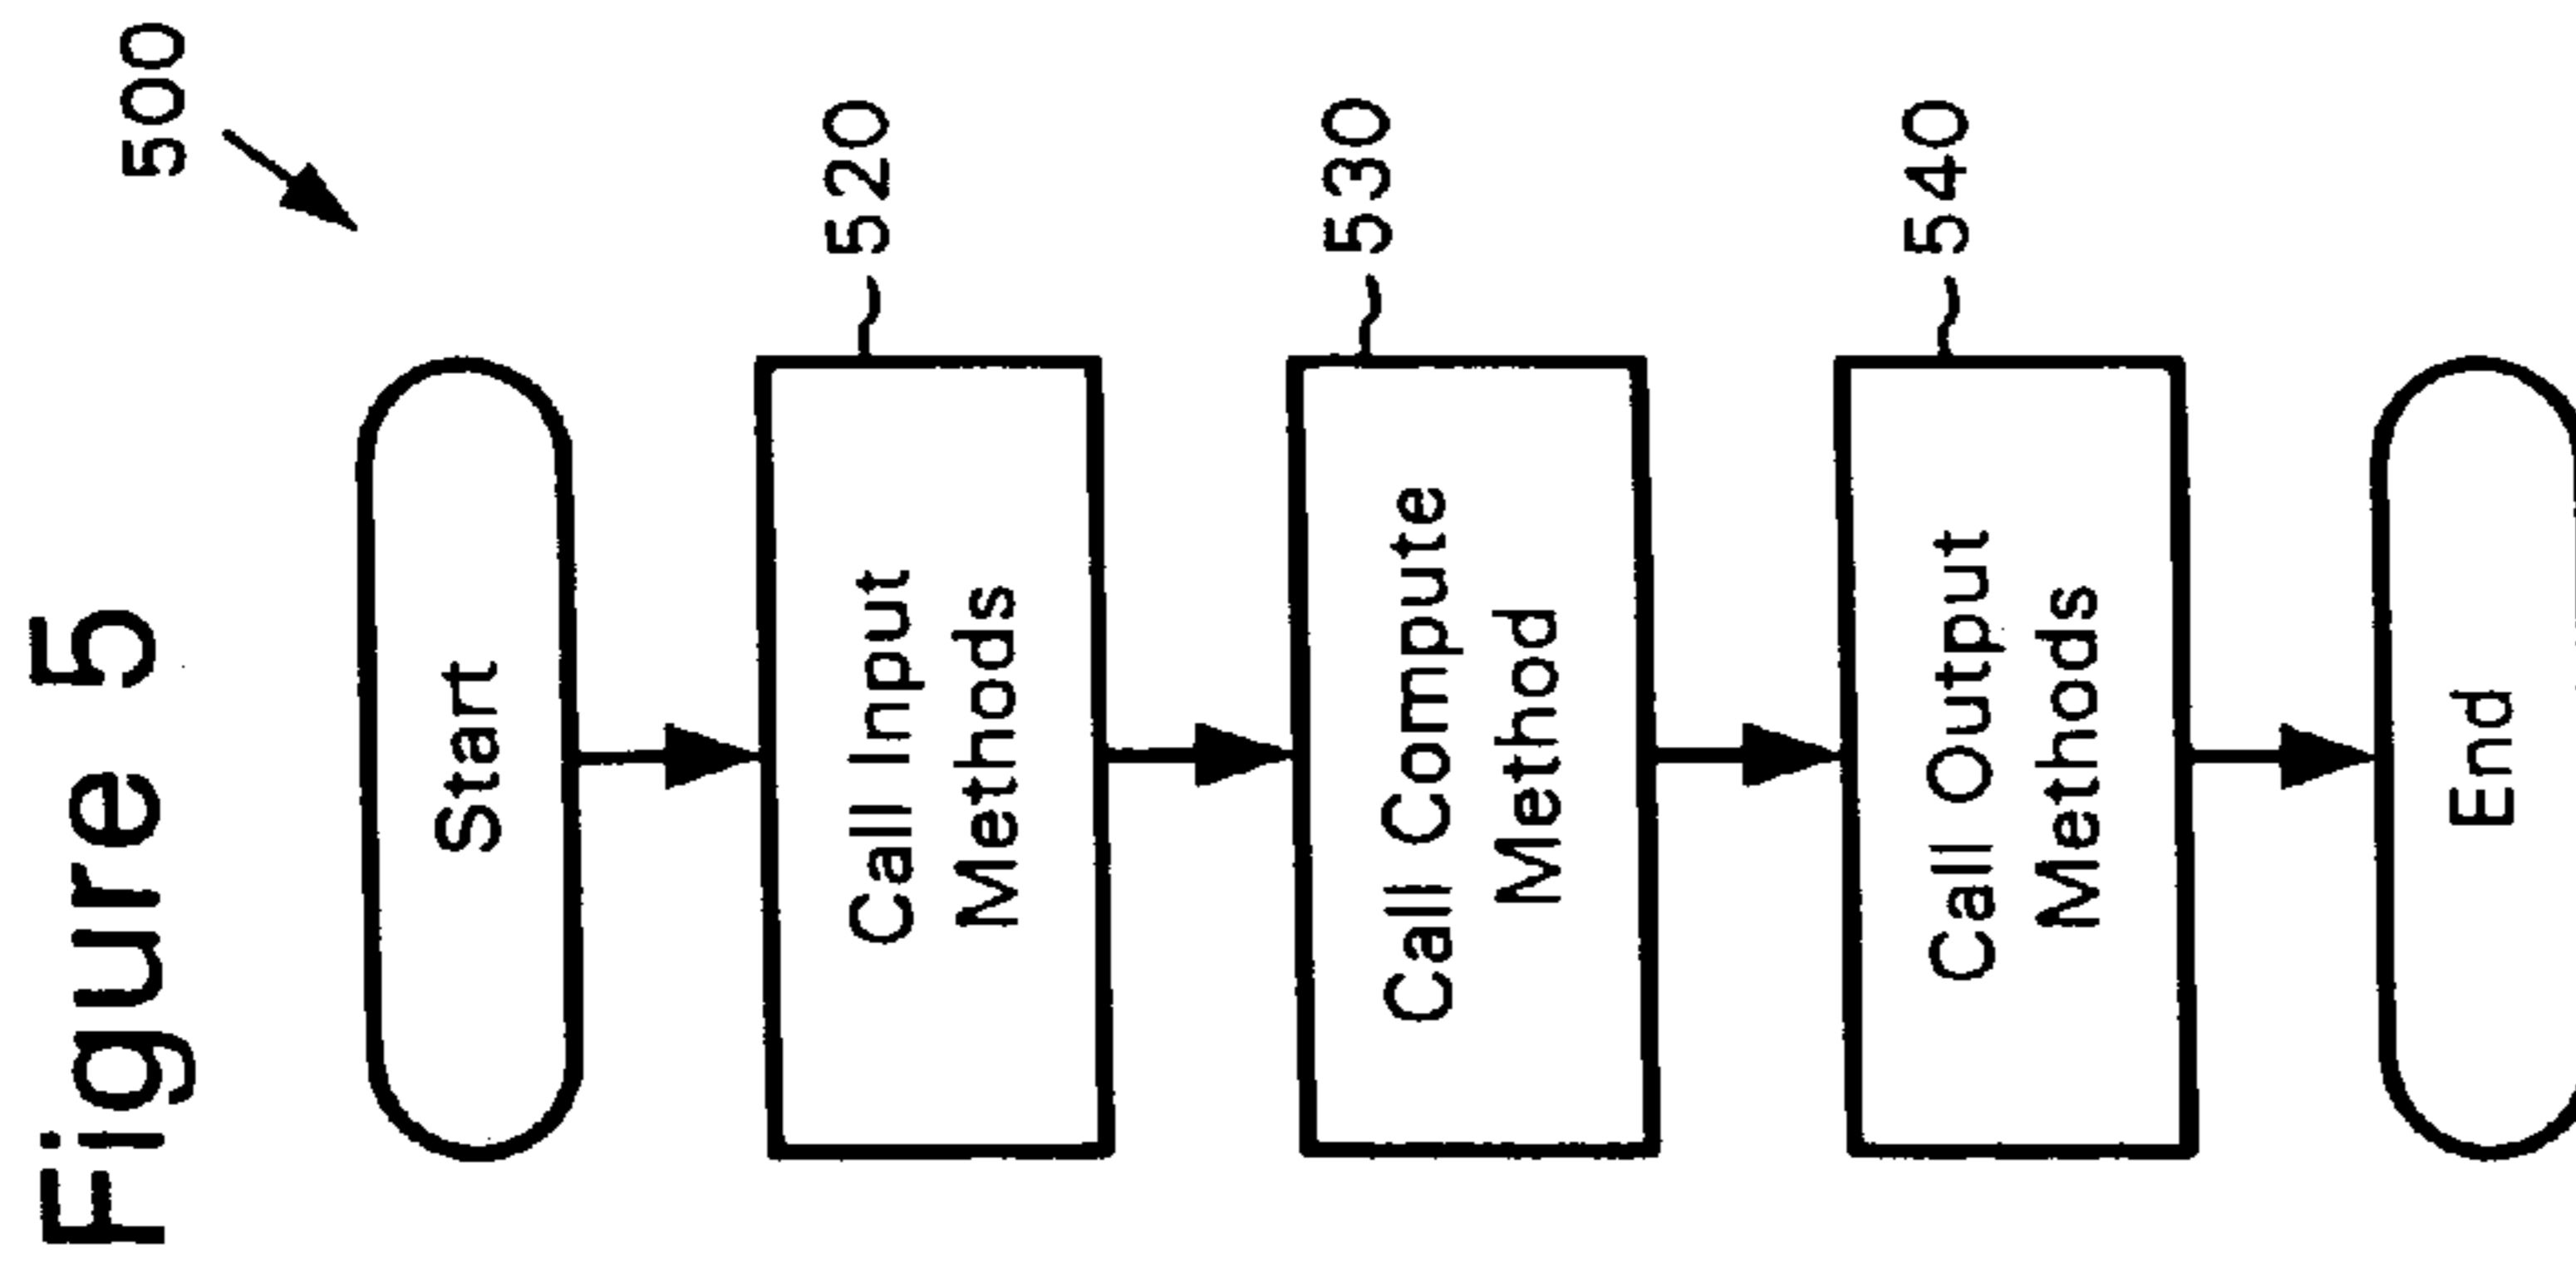 Figure 5
500
Start
Call Input
Methods
520
Call Compute
Method
530
Call Output
Methods
540
End